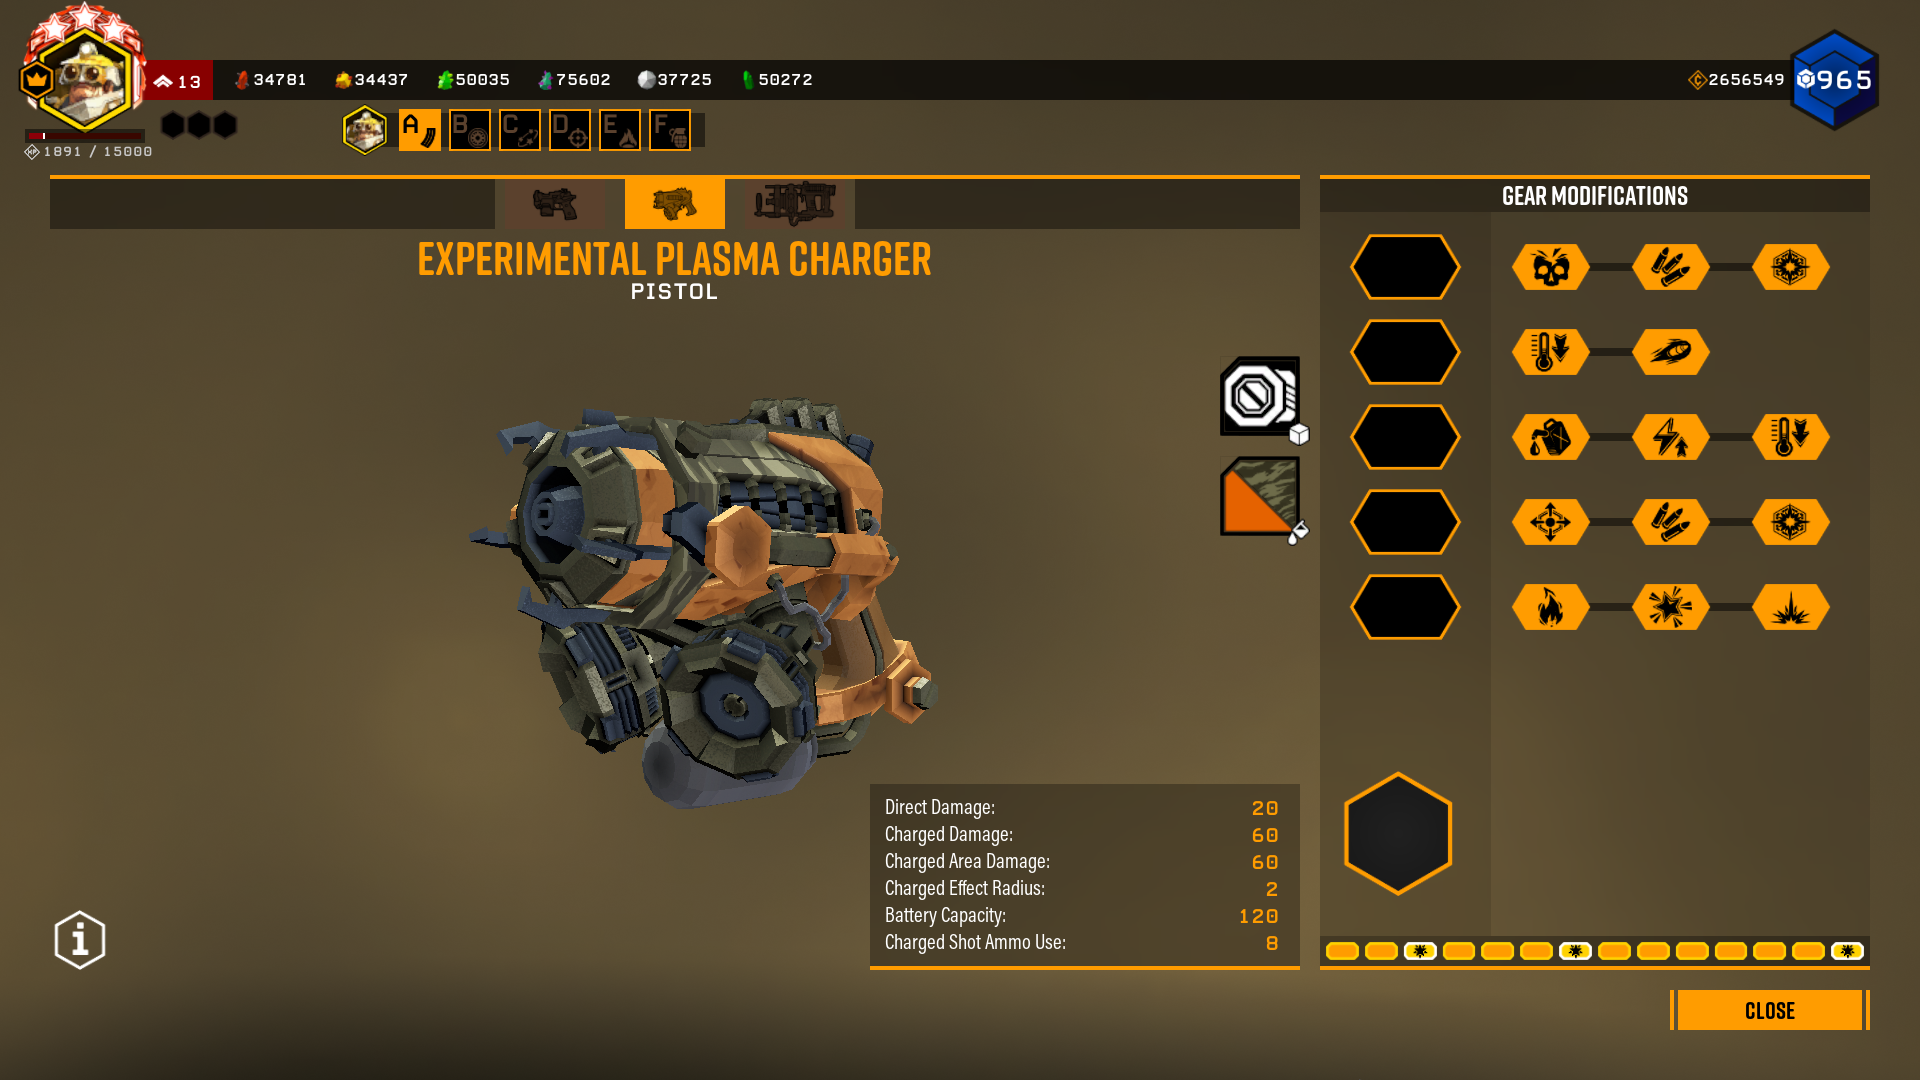 13
34781
34437
50035
75602
37725
50272
2656549
965
1891 / 15000
A
B
C
D
E
F
GEAR MODIFICATIONS
EXPERIMENTAL PLASMA CHARGER
PISTOL
Direct Damage: 20
Charged Damage: 60
Charged Area Damage: 60
Charged Effect Radius: 2
Battery Capacity: 120
Charged Shot Ammo Use: 8
CLOSE